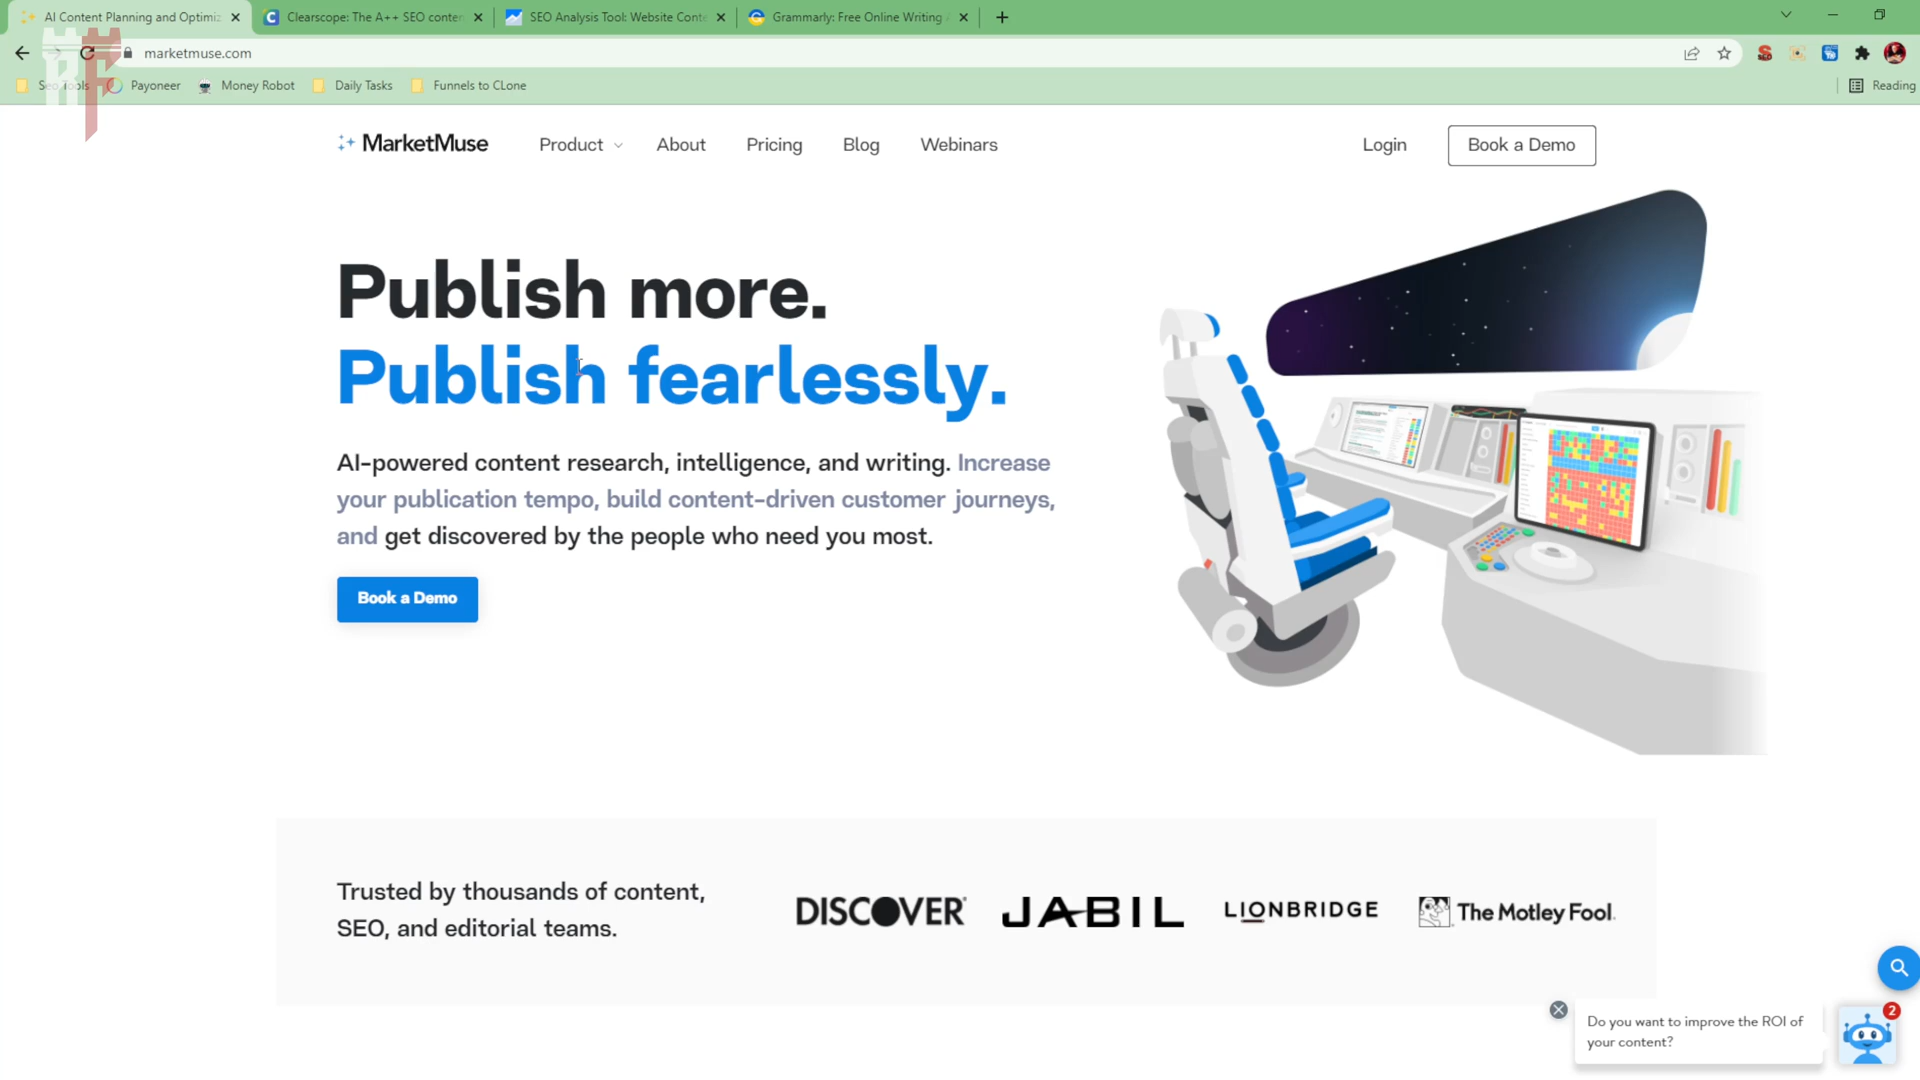 AI Content Planning and Optimiz
Clearscope: The A++ SEO conten
SEO Analysis Tool: Website Conte
Grammarly: Free Online Writing
marketmuse.com
Seo Tools
Payoneer
Money Robot
Daily Tasks
Funnels to CLone
Reading
MarketMuse
Product
About
Pricing
Blog
Webinars
Login
Book a Demo
Publish more.
Publish fearlessly.
AI-powered content research, intelligence, and writing. Increase
your publication tempo, build content-driven customer journeys,
and get discovered by the people who need you most.
Book a Demo
Trusted by thousands of content,
SEO, and editorial teams.
DISCOVER
JABIL
LIONBRIDGE
The Motley Fool.
Do you want to improve the ROI of
your content?
2